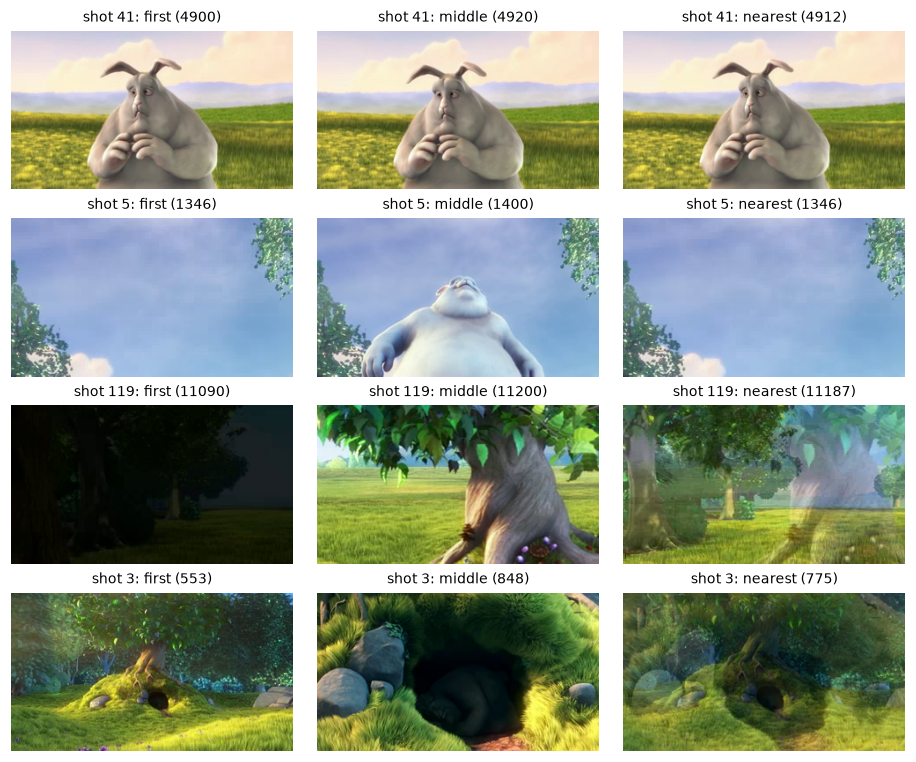 shot 41: first (4900)
shot 41: middle (4920)
shot 41: nearest (4912)
shot 5: first (1346)
shot 5: middle (1400)
shot 5: nearest (1346)
shot 119: first (11090)
shot 119: middle (11200)
shot 119: nearest (11187)
shot 3: first (553)
shot 3: middle (848)
shot 3: nearest (775)